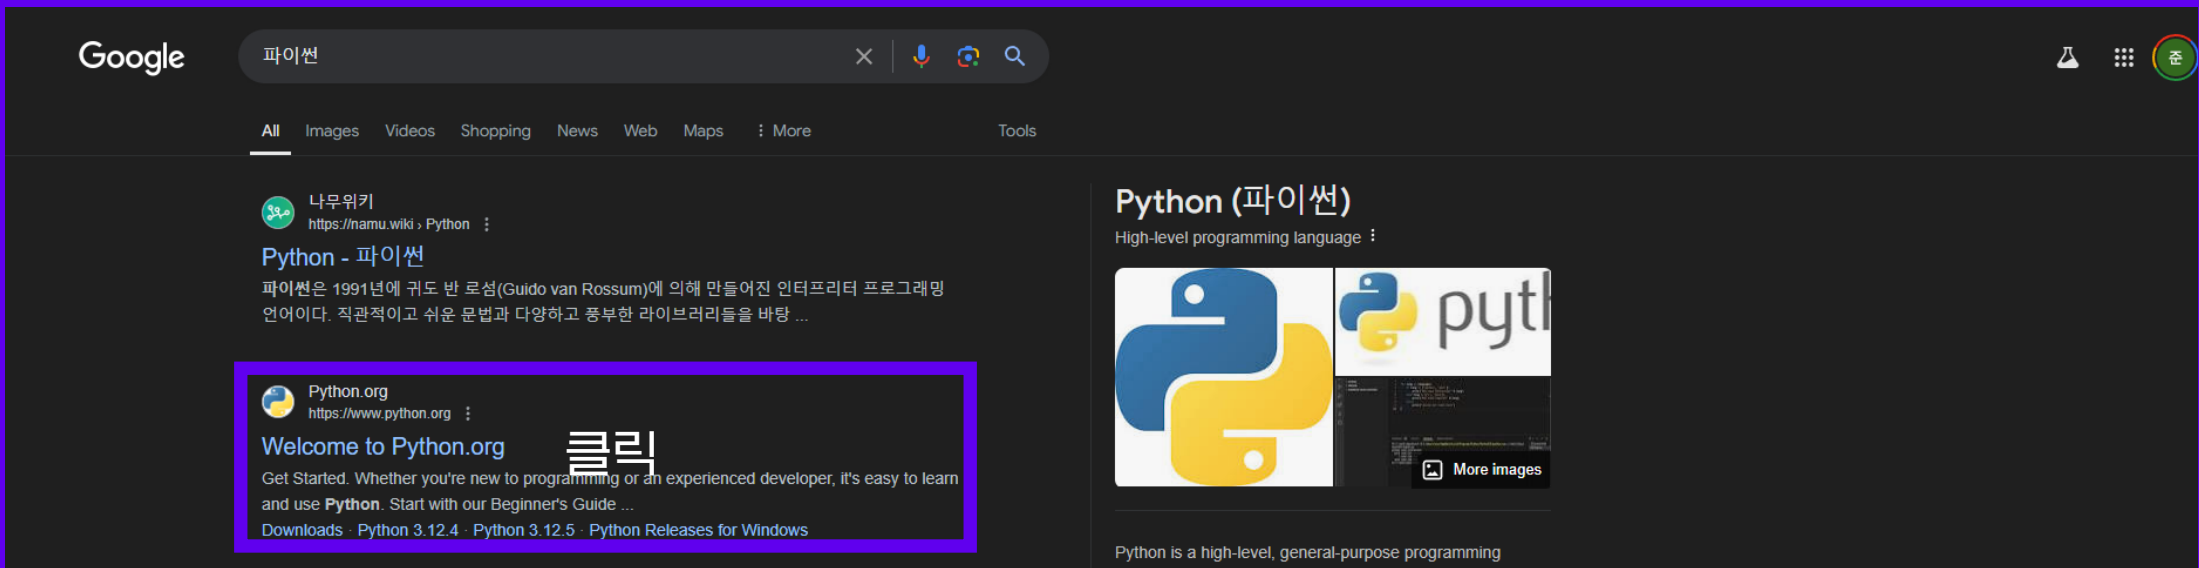 Google
파이썬
준
All Images Videos Shopping News Web Maps More Tools
나무위키
https://namu.wiki › Python
Python - 파이썬
파이썬은 1991년에 귀도 반 로섬(Guido van Rossum)에 의해 만들어진 인터프리터 프로그래밍
언어이다. 직관적이고 쉬운 문법과 다양하고 풍부한 라이브러리들을 바탕 ...
Python.org
https://www.python.org
Welcome to Python.org
클릭
Get Started. Whether you're new to programming or an experienced developer, it's easy to learn
and use Python. Start with our Beginner's Guide ...
Downloads · Python 3.12.4 · Python 3.12.5 · Python Releases for Windows
Python (파이썬)
High-level programming language
pyth
More images
Python is a high-level, general-purpose programming